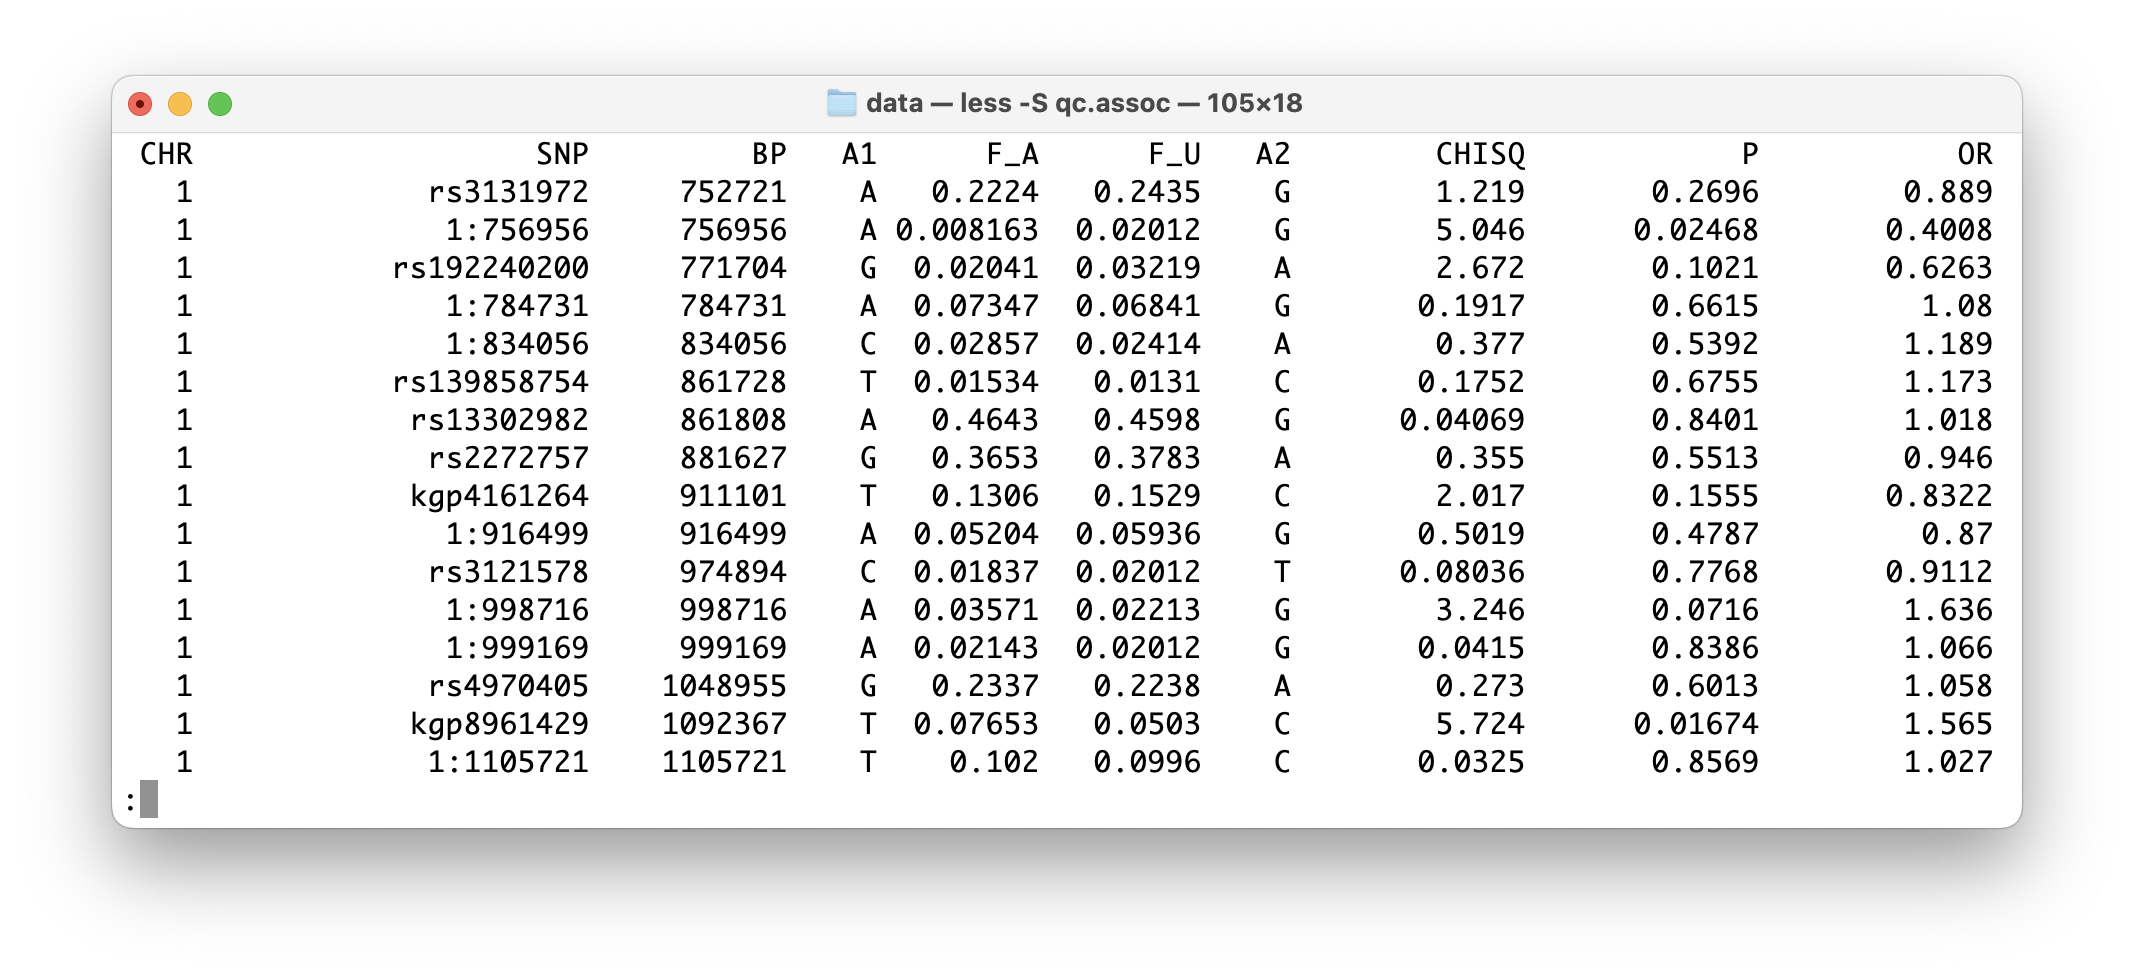 data — less -S qc.assoc — 105×18
CHR SNP BP A1 F_A F_U A2 CHISQ P OR
1 rs3131972 752721 A 0.2224 0.2435 G 1.219 0.2696 0.889
1 1:756956 756956 A 0.008163 0.02012 G 5.046 0.02468 0.4008
1 rs192240200 771704 G 0.02041 0.03219 A 2.672 0.1021 0.6263
1 1:784731 784731 A 0.07347 0.06841 G 0.1917 0.6615 1.08
1 1:834056 834056 C 0.02857 0.02414 A 0.377 0.5392 1.189
1 rs139858754 861728 T 0.01534 0.0131 C 0.1752 0.6755 1.173
1 rs13302982 861808 A 0.4643 0.4598 G 0.04069 0.8401 1.018
1 rs2272757 881627 G 0.3653 0.3783 A 0.355 0.5513 0.946
1 kgp4161264 911101 T 0.1306 0.1529 C 2.017 0.1555 0.8322
1 1:916499 916499 A 0.05204 0.05936 G 0.5019 0.4787 0.87
1 rs3121578 974894 C 0.01837 0.02012 T 0.08036 0.7768 0.9112
1 1:998716 998716 A 0.03571 0.02213 G 3.246 0.0716 1.636
1 1:999169 999169 A 0.02143 0.02012 G 0.0415 0.8386 1.066
1 rs4970405 1048955 G 0.2337 0.2238 A 0.273 0.6013 1.058
1 kgp8961429 1092367 T 0.07653 0.0503 C 5.724 0.01674 1.565
1 1:1105721 1105721 T 0.102 0.0996 C 0.0325 0.8569 1.027
: